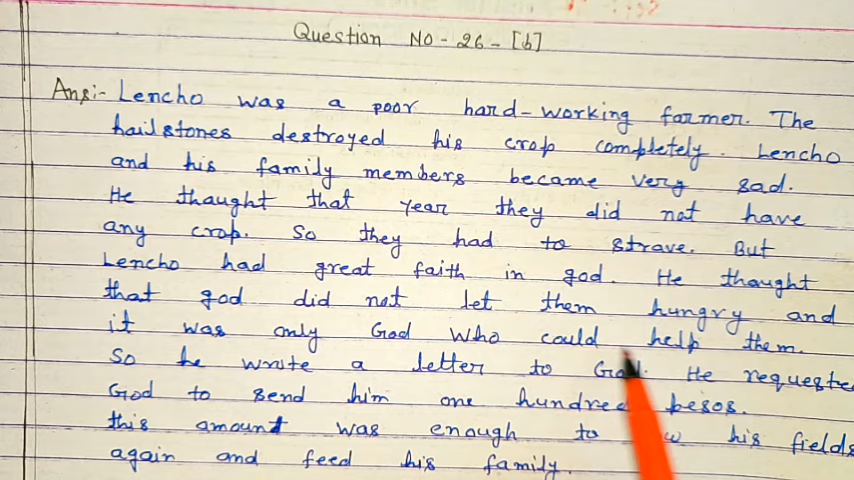 Question No - 26 - [b]
Ans:- Lencho was a poor hard-working farmer. The
hailstones destroyed his crop completely. Lencho
and his family members became very sad.
He thought that year they did not have
any crop. So they had to strave. But
Lencho had great faith in god. He thought
that god did not let them hungry and
it was only God who could help them.
So he wrote a letter to God. He requeste
God to send him one hundred pesos.
this amount was enough to his fields
again and feed his family.